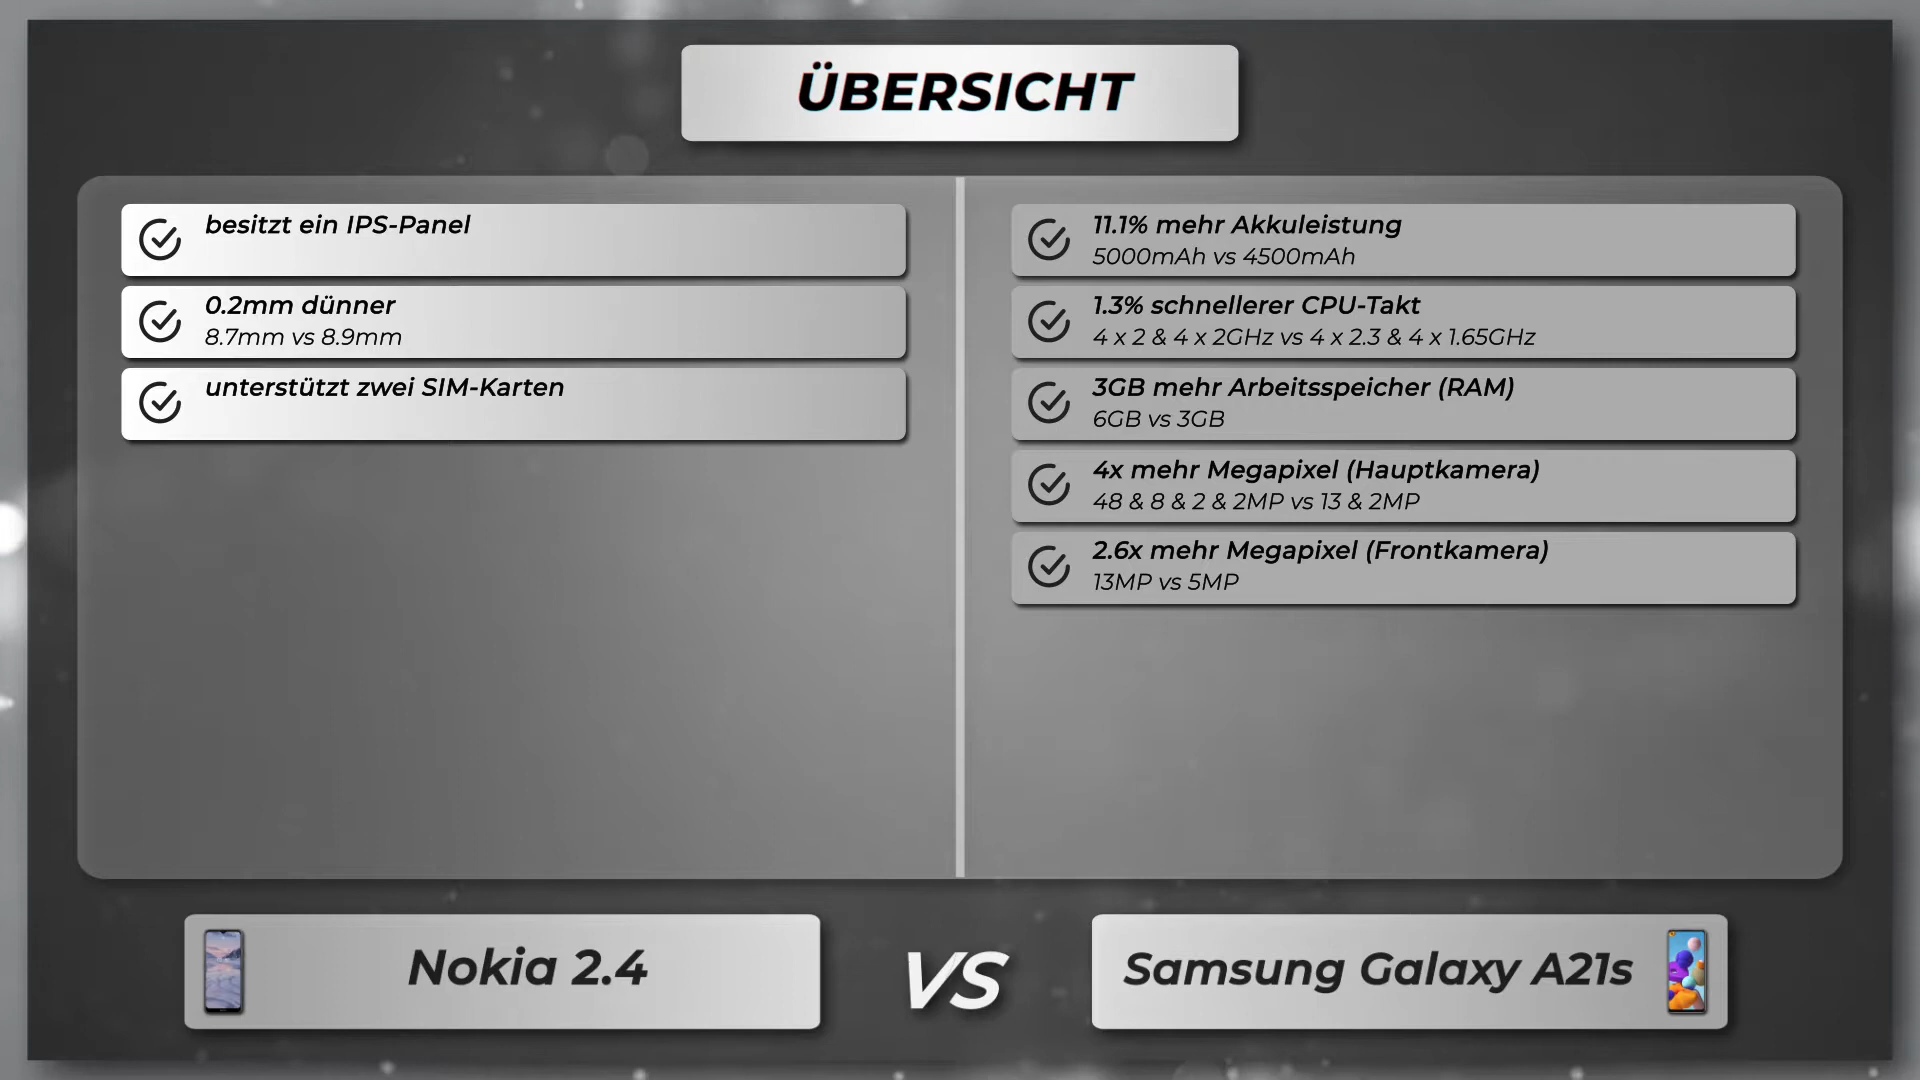 ÜBERSICHT
besitzt ein IPS-Panel
0.2mm dünner
8.7mm vs 8.9mm
unterstützt zwei SIM-Karten
11.1% mehr Akkuleistung
5000mAh vs 4500mAh
1.3% schnellerer CPU-Takt
4 x 2 & 4 x 2GHz vs 4 x 2.3 & 4 x 1.65GHz
3GB mehr Arbeitsspeicher (RAM)
6GB vs 3GB
4x mehr Megapixel (Hauptkamera)
48 & 8 & 2 & 2MP vs 13 & 2MP
2.6x mehr Megapixel (Frontkamera)
13MP vs 5MP
Nokia 2.4
VS
Samsung Galaxy A21s